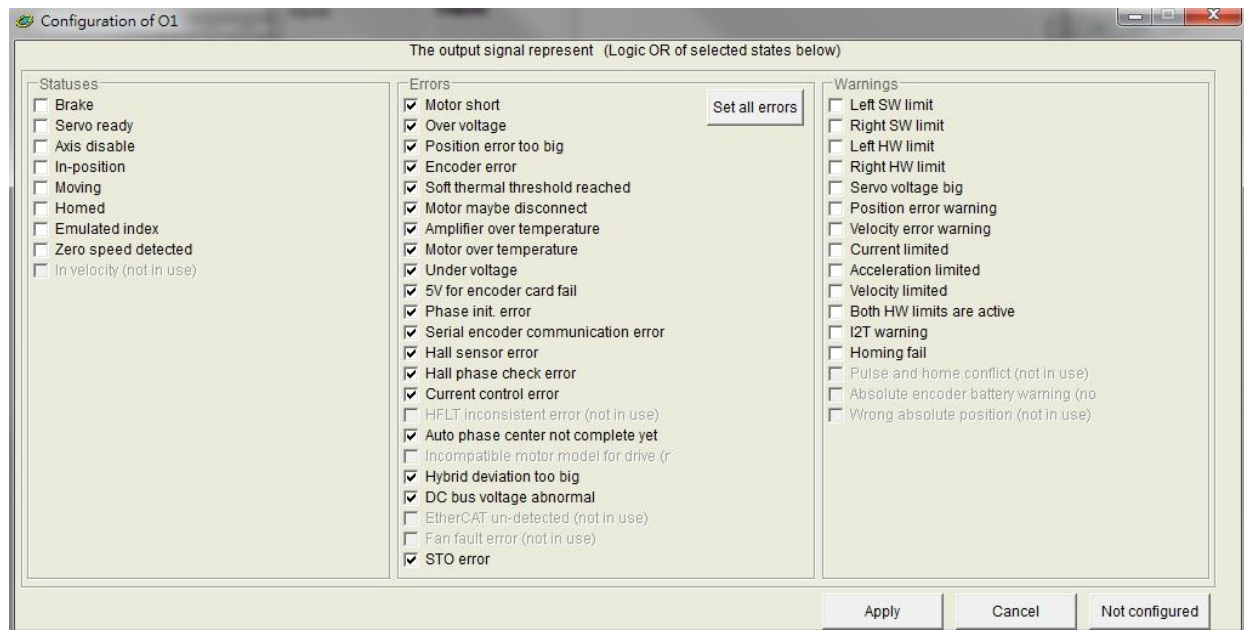 Configuration of O1
The output signal represent (Logic OR of selected states below)
Statuses
Brake
Servo ready
Axis disable
In-position
Moving
Homed
Emulated index
Zero speed detected
In velocity (not in use)
Errors
Set all errors
Motor short
Over voltage
Position error too big
Encoder error
Soft thermal threshold reached
Motor maybe disconnect
Amplifier over temperature
Motor over temperature
Under voltage
5V for encoder card fail
Phase init. error
Serial encoder communication error
Hall sensor error
Hall phase check error
Current control error
HFLT inconsistent error (not in use)
Auto phase center not complete yet
Incompatible motor model for drive (r
Hybrid deviation too big
DC bus voltage abnormal
EtherCAT un-detected (not in use)
Fan fault error (not in use)
STO error
Warnings
Left SW limit
Right SW limit
Left HW limit
Right HW limit
Servo voltage big
Position error warning
Velocity error warning
Current limited
Acceleration limited
Velocity limited
Both HW limits are active
I2T warning
Homing fail
Pulse and home conflict (not in use)
Absolute encoder battery warning (no
Wrong absolute position (not in use)
Apply
Cancel
Not configured